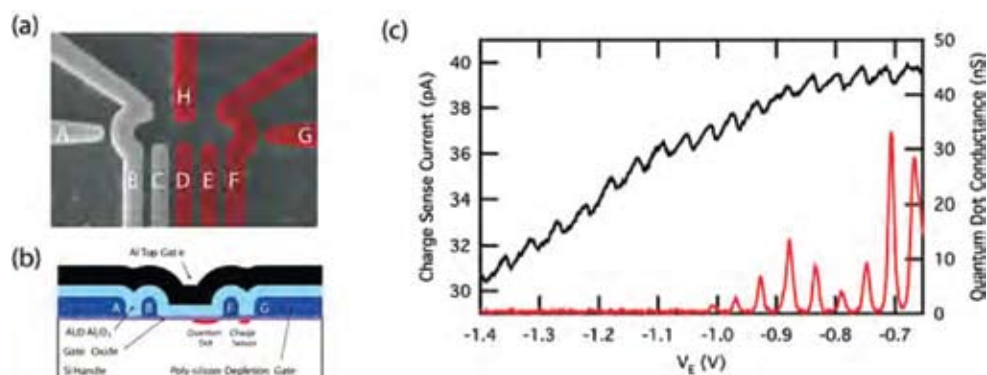 (a)
H
A
G
B C D E F
(b)
Al Top Gate
A B F G
ALD Al₂O₃
Quantum Dot
Charge Sensor
Gate Oxide
Si Handle
Poly-silicon Depletion Gate
(c)
Charge Sense Current (pA)
40
38
36
34
32
30
-1.4 -1.3 -1.2 -1.1 -1.0 -0.9 -0.8 -0.7
V_E (V)
50
40
30
20
10
0
Quantum Dot Conductance (nS)